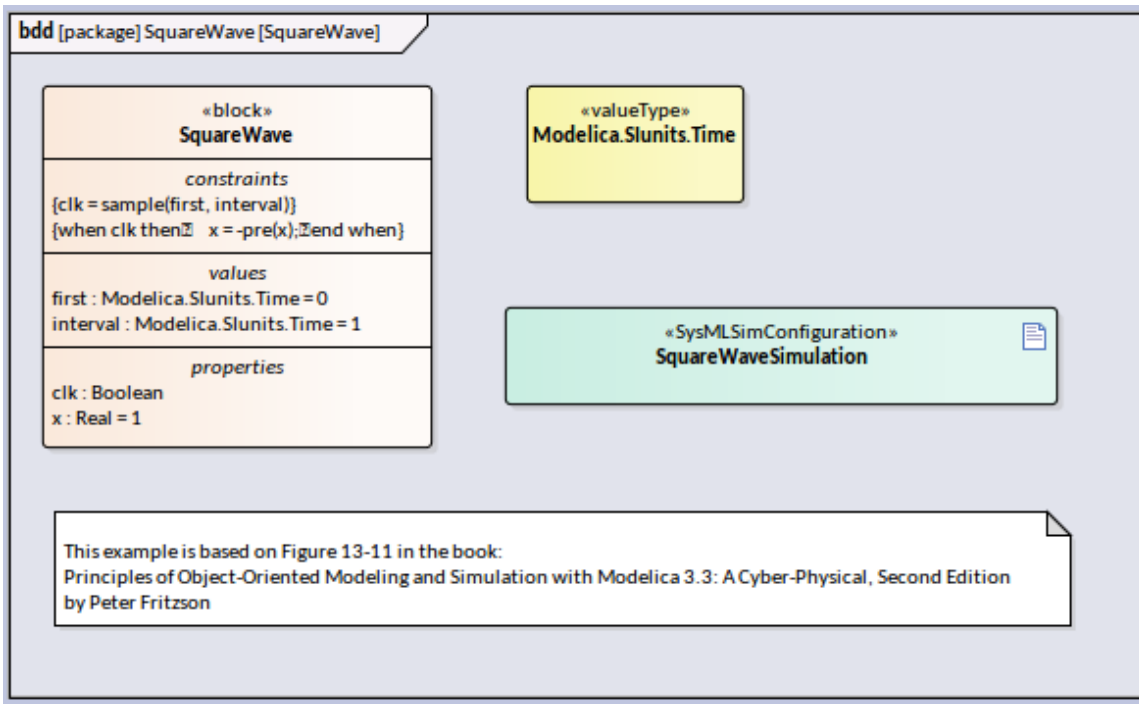 bdd [package] SquareWave [SquareWave]
«block»
SquareWave
constraints
{clk = sample(first, interval)}
{when clk then⍰ x = -pre(x);⍰end when}
values
first : Modelica.SIunits.Time = 0
interval : Modelica.SIunits.Time = 1
properties
clk : Boolean
x : Real = 1
«valueType»
Modelica.SIunits.Time
«SysMLSimConfiguration»
SquareWaveSimulation
This example is based on Figure 13-11 in the book:
Principles of Object-Oriented Modeling and Simulation with Modelica 3.3: A Cyber-Physical, Second Edition
by Peter Fritzson